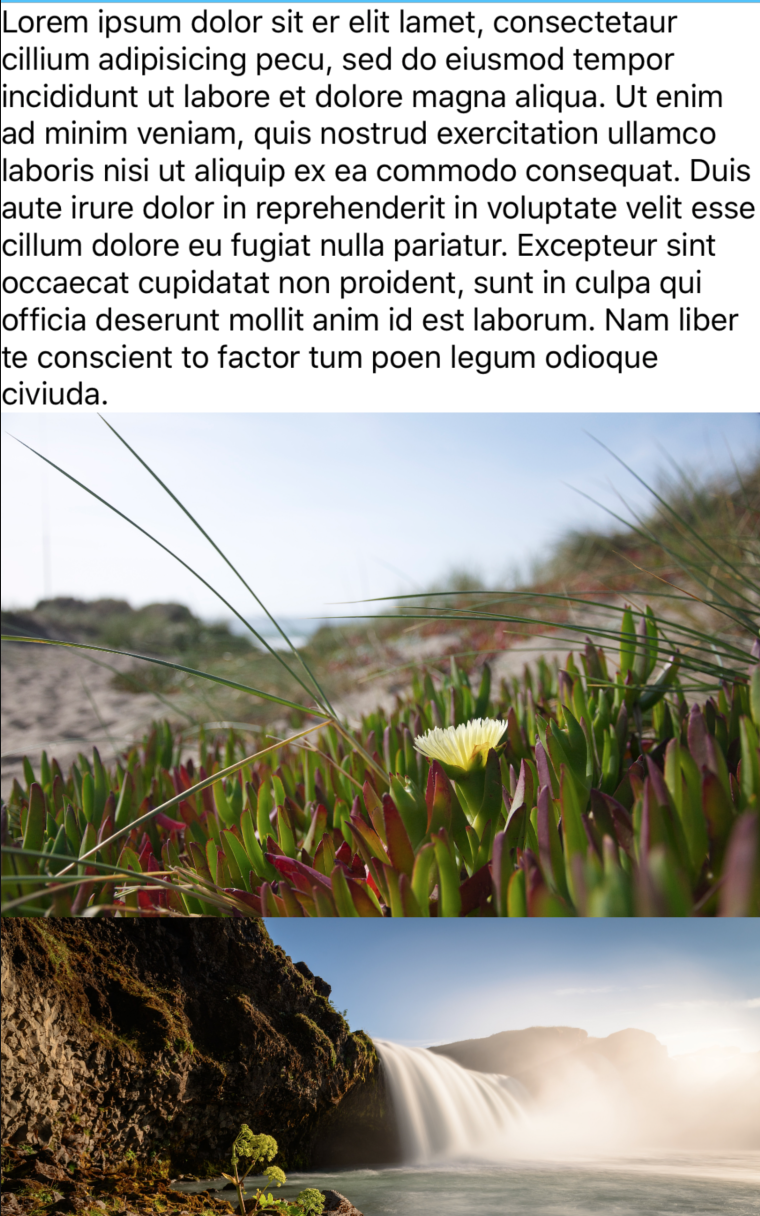 Lorem ipsum dolor sit er elit lamet, consectetaur
cillium adipisicing pecu, sed do eiusmod tempor
incididunt ut labore et dolore magna aliqua. Ut enim
ad minim veniam, quis nostrud exercitation ullamco
laboris nisi ut aliquip ex ea commodo consequat. Duis
aute irure dolor in reprehenderit in voluptate velit esse
cillum dolore eu fugiat nulla pariatur. Excepteur sint
occaecat cupidatat non proident, sunt in culpa qui
officia deserunt mollit anim id est laborum. Nam liber
te conscient to factor tum poen legum odioque
civiuda.